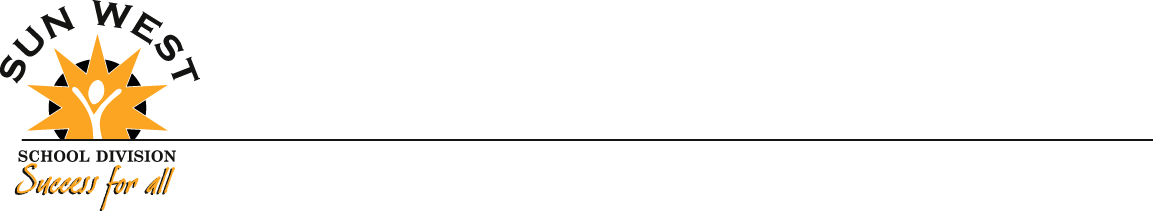 SUN WEST
SCHOOL DIVISION
Success for all